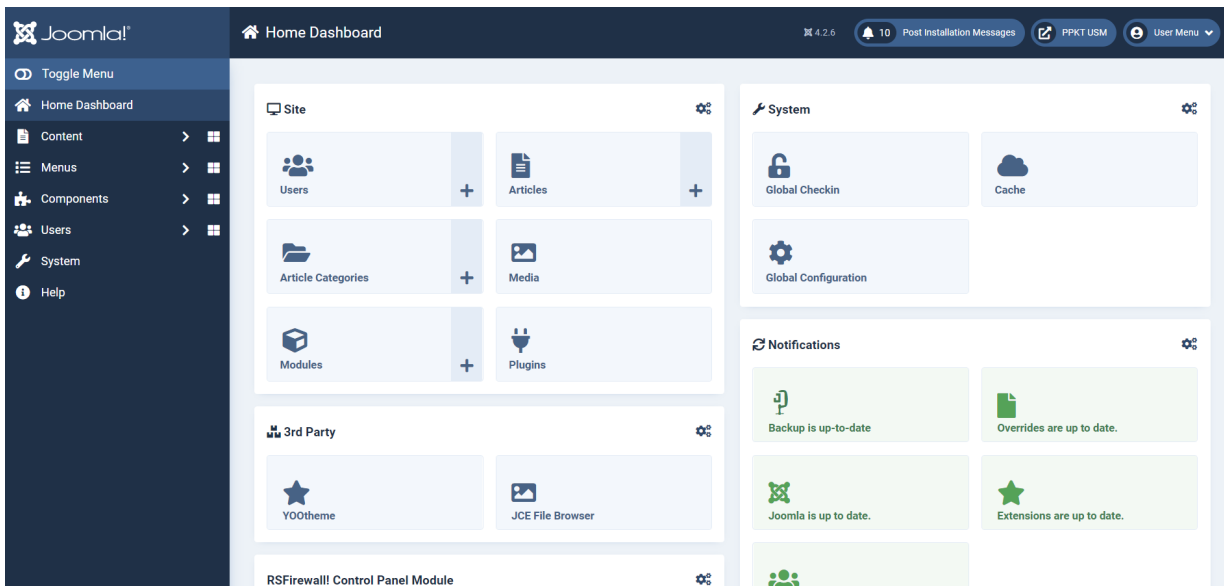 Joomla!
Home Dashboard
4.2.6
10 Post Installation Messages
PPKT USM
User Menu
Toggle Menu
Home Dashboard
Content
Menus
Components
Users
System
Help
Site
Users
Articles
Article Categories
Media
Modules
Plugins
3rd Party
YOOtheme
JCE File Browser
RSFirewall! Control Panel Module
System
Global Checkin
Cache
Global Configuration
Notifications
Backup is up-to-date
Overrides are up to date.
Joomla is up to date.
Extensions are up to date.